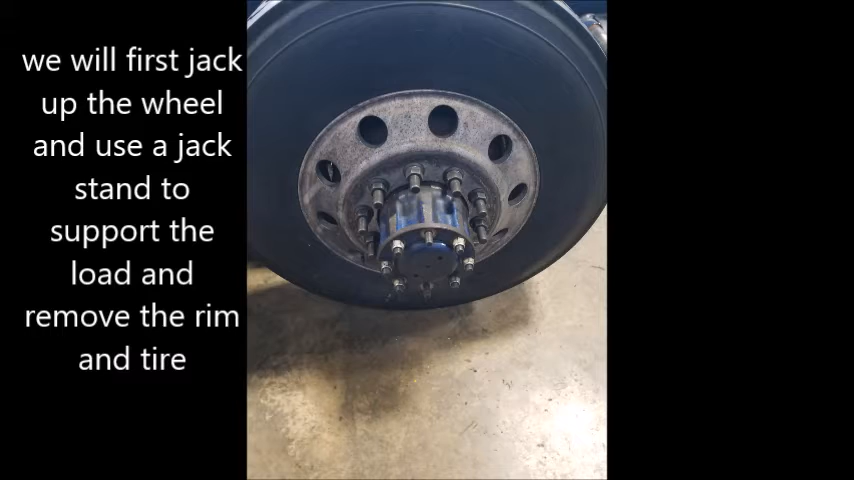 we will first jack
up the wheel
and use a jack
stand to
support the
load and
remove the rim
and tire